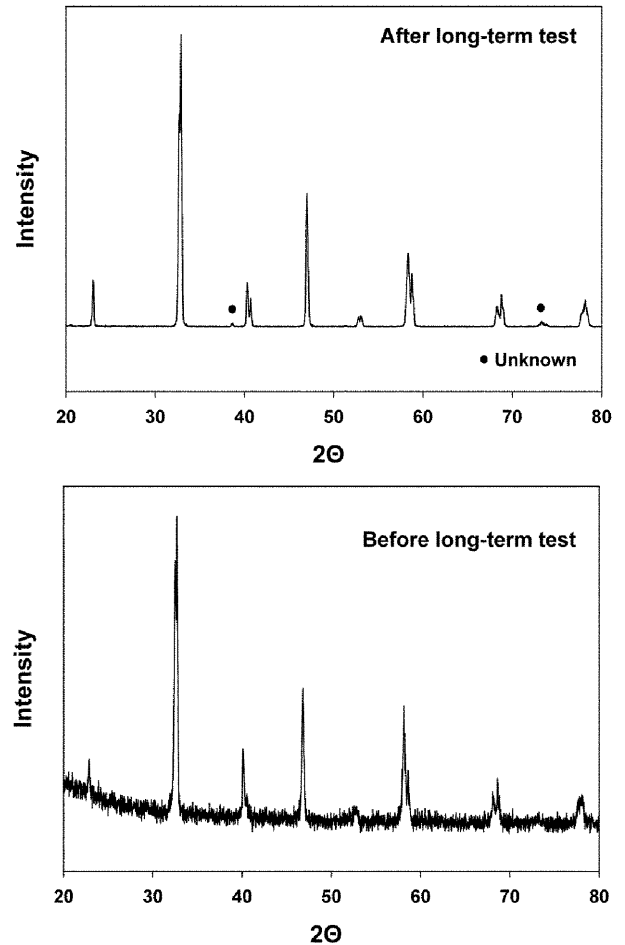 After long-term test
Intensity
● Unknown
20 30 40 50 60 70 80
2Θ
Before long-term test
Intensity
20 30 40 50 60 70 80
2Θ